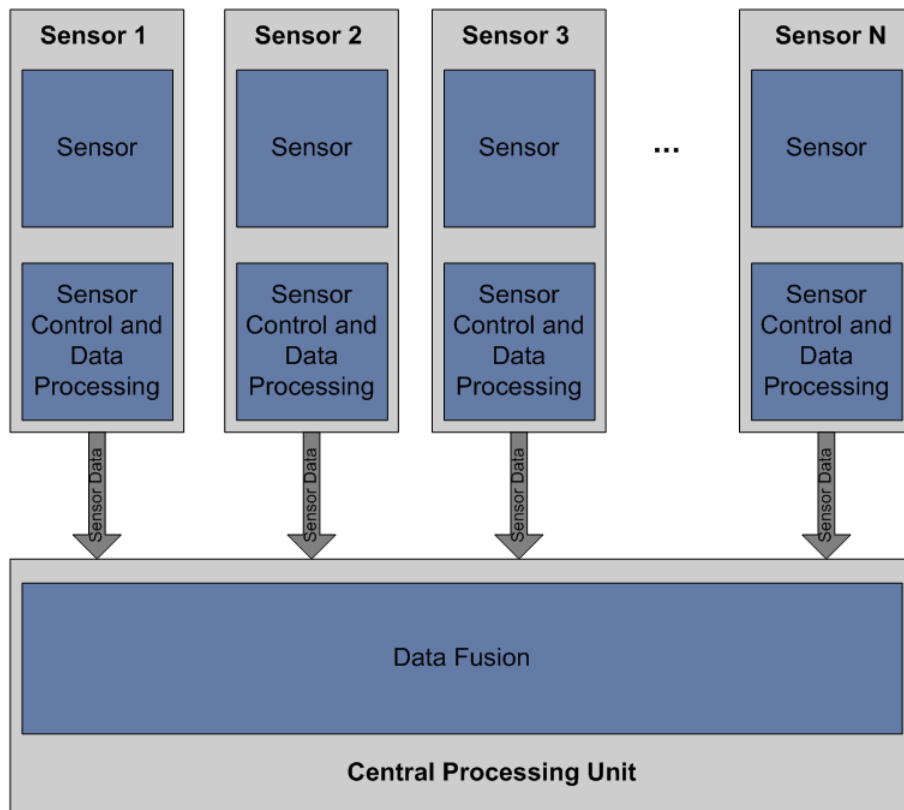 Sensor 1
Sensor 2
Sensor 3
Sensor N
Sensor
Sensor
Sensor
...
Sensor
Sensor
Control and
Data
Processing
Sensor
Control and
Data
Processing
Sensor
Control and
Data
Processing
Sensor
Control and
Data
Processing
Sensor Data
Sensor Data
Sensor Data
Sensor Data
Data Fusion
Central Processing Unit